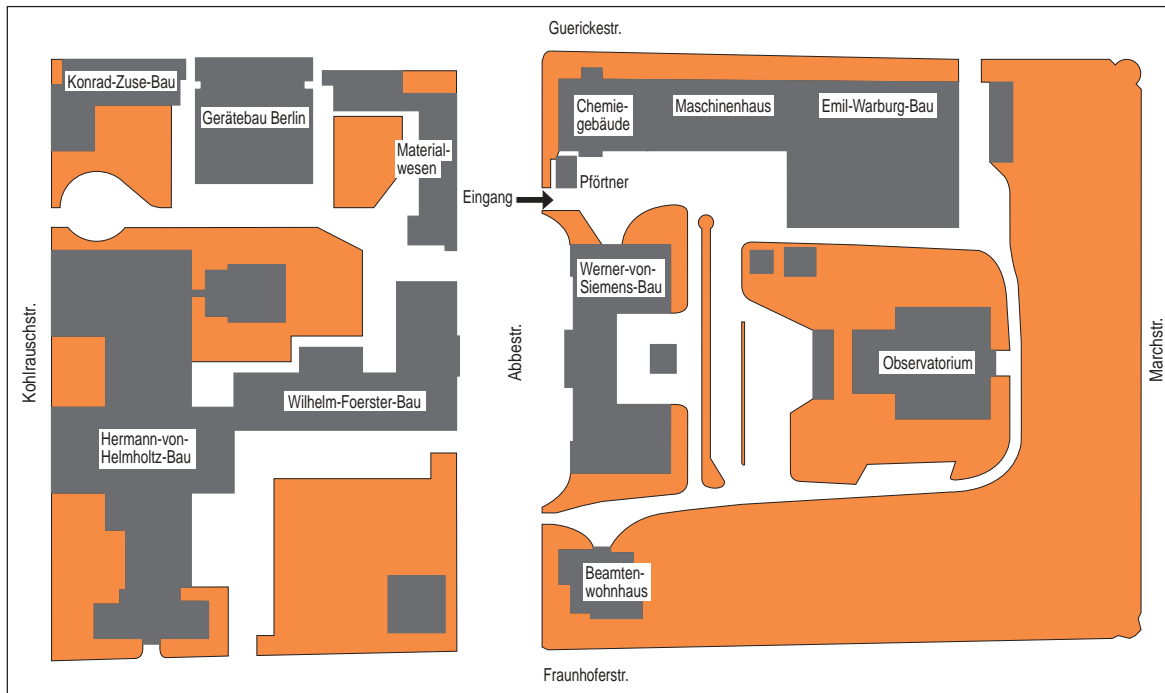 Guerickestr.
Konrad-Zuse-Bau
Gerätebau Berlin
Material-
wesen
Chemie-
gebäude
Maschinenhaus
Emil-Warburg-Bau
Pförtner
Eingang
Werner-von-
Siemens-Bau
Kohlrauschstr.
Abbestr.
Observatorium
Marchstr.
Wilhelm-Foerster-Bau
Hermann-von-
Helmholtz-Bau
Beamten-
wohnhaus
Fraunhoferstr.